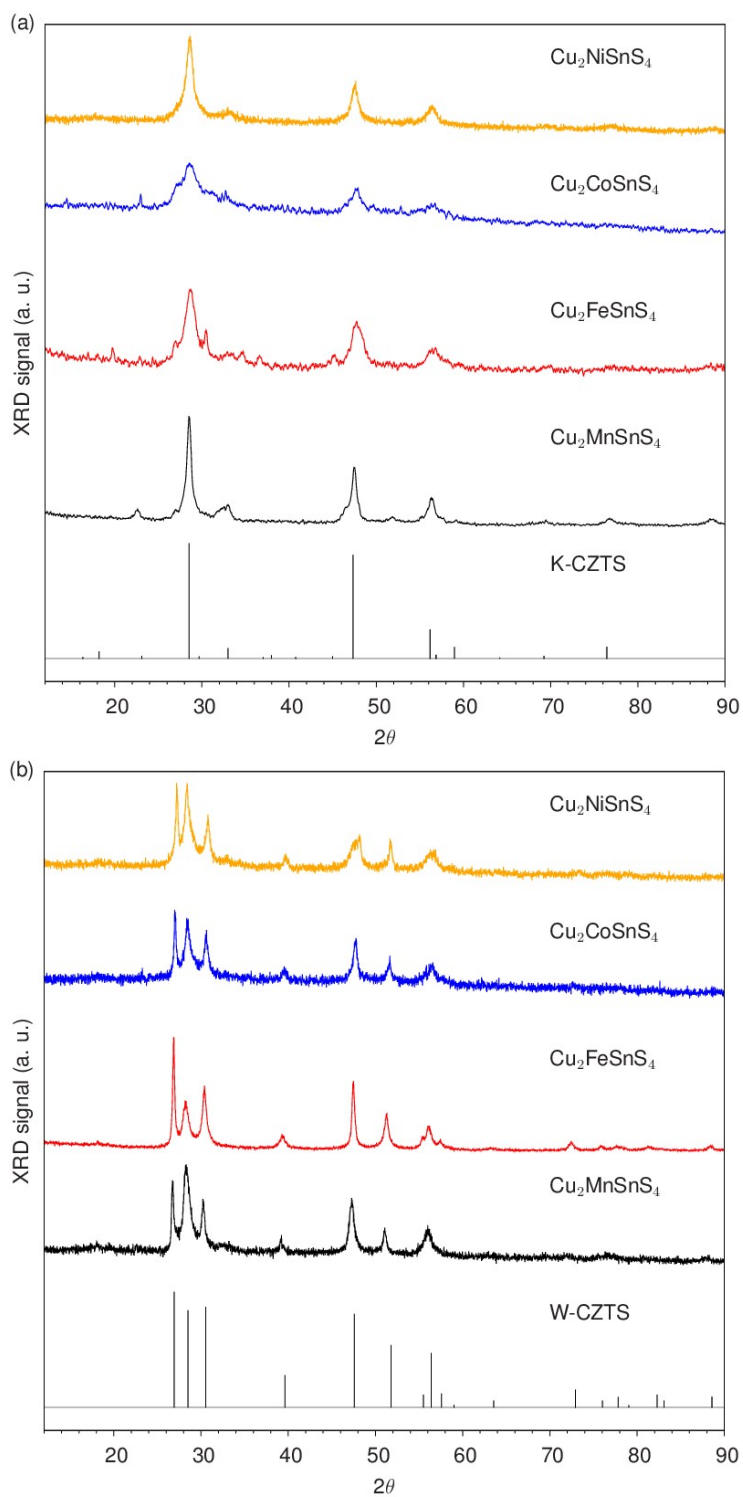 (a)
Cu₂NiSnS₄
Cu₂CoSnS₄
Cu₂FeSnS₄
Cu₂MnSnS₄
K-CZTS
XRD signal (a. u.)
20 30 40 50 60 70 80 90
2θ
(b)
Cu₂NiSnS₄
Cu₂CoSnS₄
Cu₂FeSnS₄
Cu₂MnSnS₄
W-CZTS
XRD signal (a. u.)
20 30 40 50 60 70 80 90
2θ